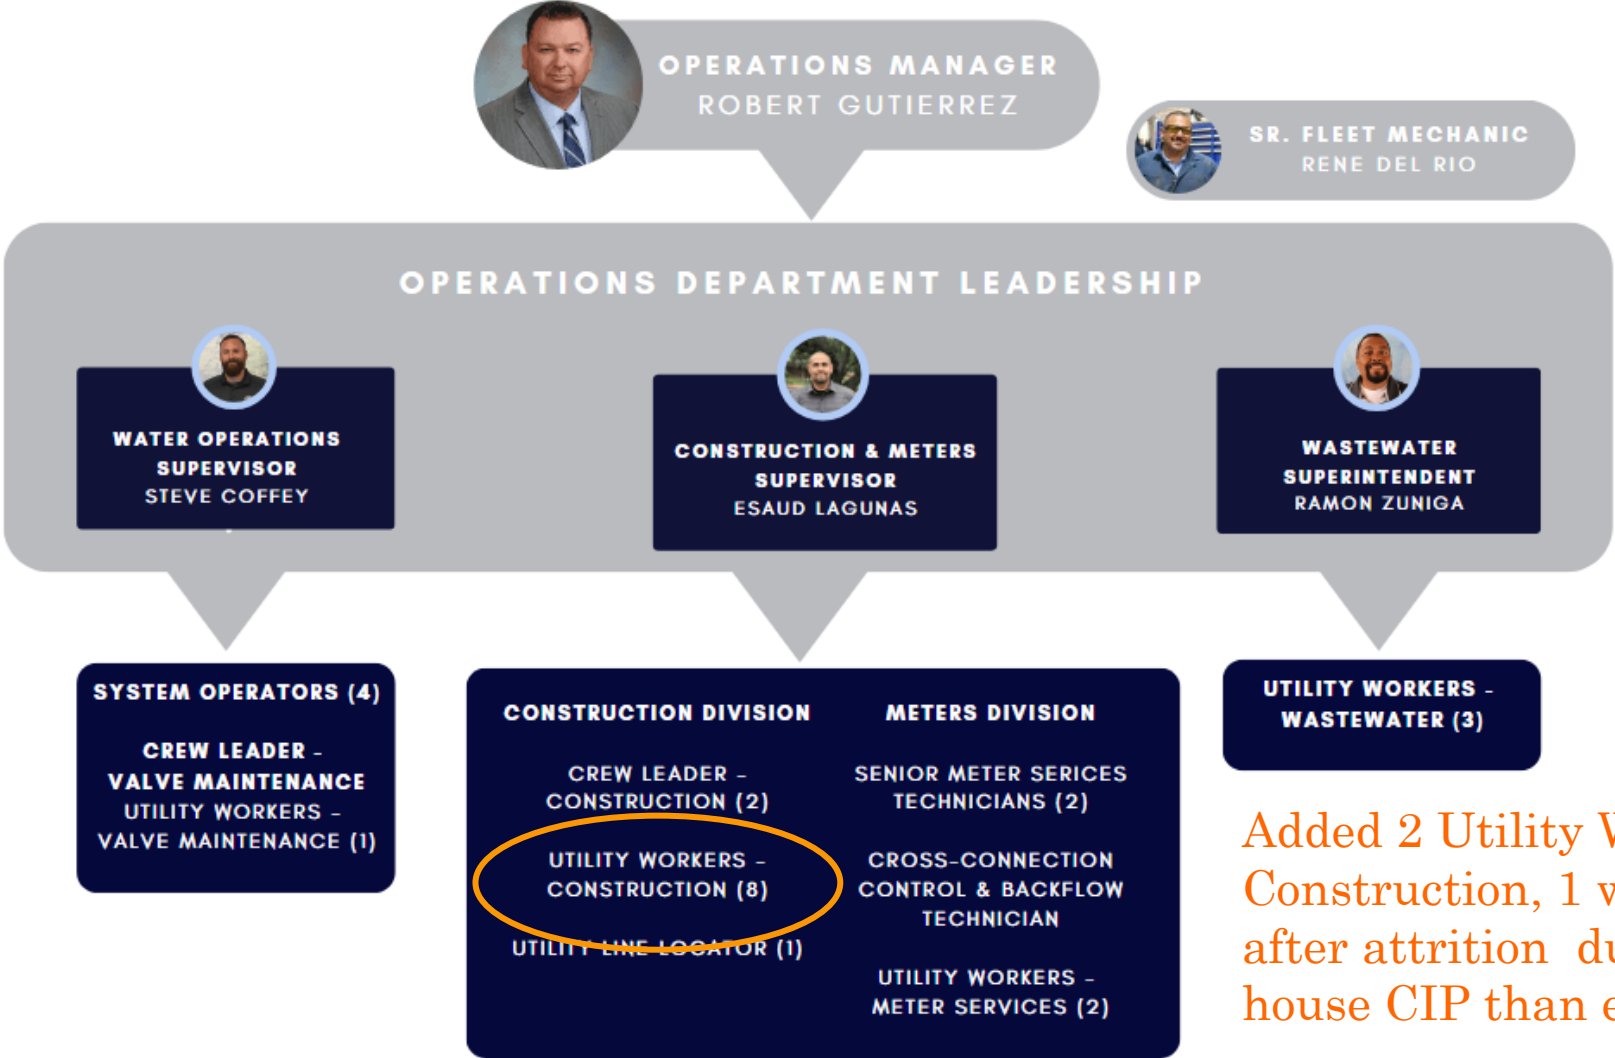 OPERATIONS MANAGER
ROBERT GUTIERREZ
SR. FLEET MECHANIC
RENE DEL RIO
OPERATIONS DEPARTMENT LEADERSHIP
WATER OPERATIONS
SUPERVISOR
STEVE COFFEY
CONSTRUCTION & METERS
SUPERVISOR
ESAUD LAGUNAS
WASTEWATER
SUPERINTENDENT
RAMON ZUNIGA
SYSTEM OPERATORS (4)
CREW LEADER –
VALVE MAINTENANCE
UTILITY WORKERS –
VALVE MAINTENANCE (1)
CONSTRUCTION DIVISION
CREW LEADER –
CONSTRUCTION (2)
UTILITY WORKERS –
CONSTRUCTION (8)
UTILITY LINE LOCATOR (1)
METERS DIVISION
SENIOR METER SERICES
TECHNICIANS (2)
CROSS-CONNECTION
CONTROL & BACKFLOW
TECHNICIAN
UTILITY WORKERS –
METER SERVICES (2)
UTILITY WORKERS –
WASTEWATER (3)
Added 2 Utility
Construction, 1
after attrition
house CIP than